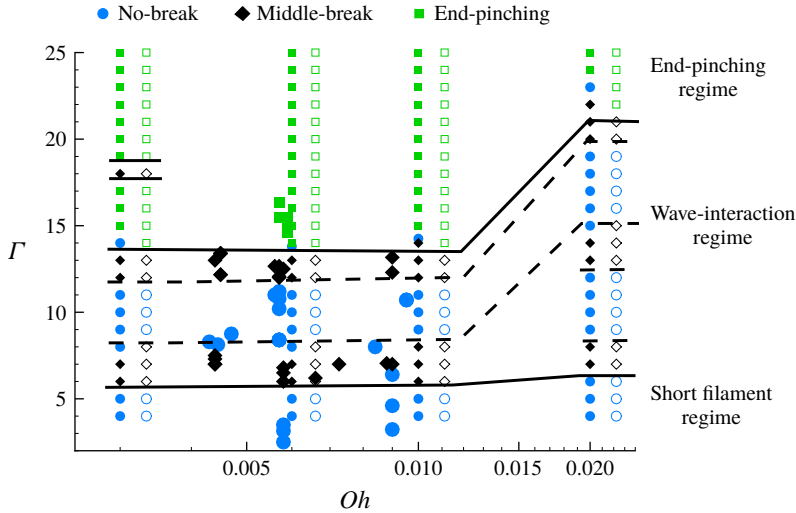 No-break Middle-break End-pinching
25
20
15
10
5
Γ
End-pinching
regime
Wave-interaction
regime
Short filament
regime
0.005 0.010 0.015 0.020
Oh